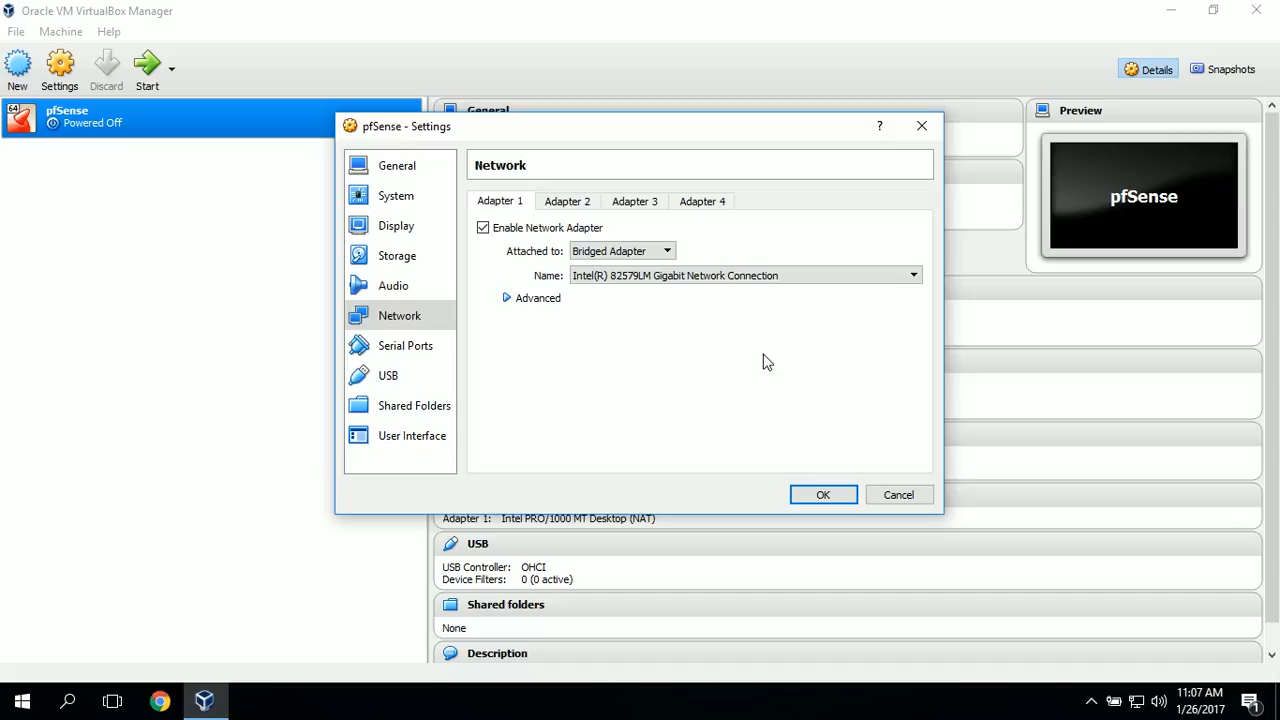 Oracle VM VirtualBox Manager
File Machine Help
New Settings Discard Start
Details Snapshots
64
pfSense
Powered Off
General
Preview
pfSense
pfSense - Settings
?
General
System
Display
Storage
Audio
Network
Serial Ports
USB
Shared Folders
User Interface
Network
Adapter 1 Adapter 2 Adapter 3 Adapter 4
Enable Network Adapter
Attached to: Bridged Adapter
Name: Intel(R) 82579LM Gigabit Network Connection
Advanced
OK Cancel
Adapter 1: Intel PRO/1000 MT Desktop (NAT)
USB
USB Controller: OHCI
Device Filters: 0 (0 active)
Shared folders
None
Description
11:07 AM
1/26/2017
1